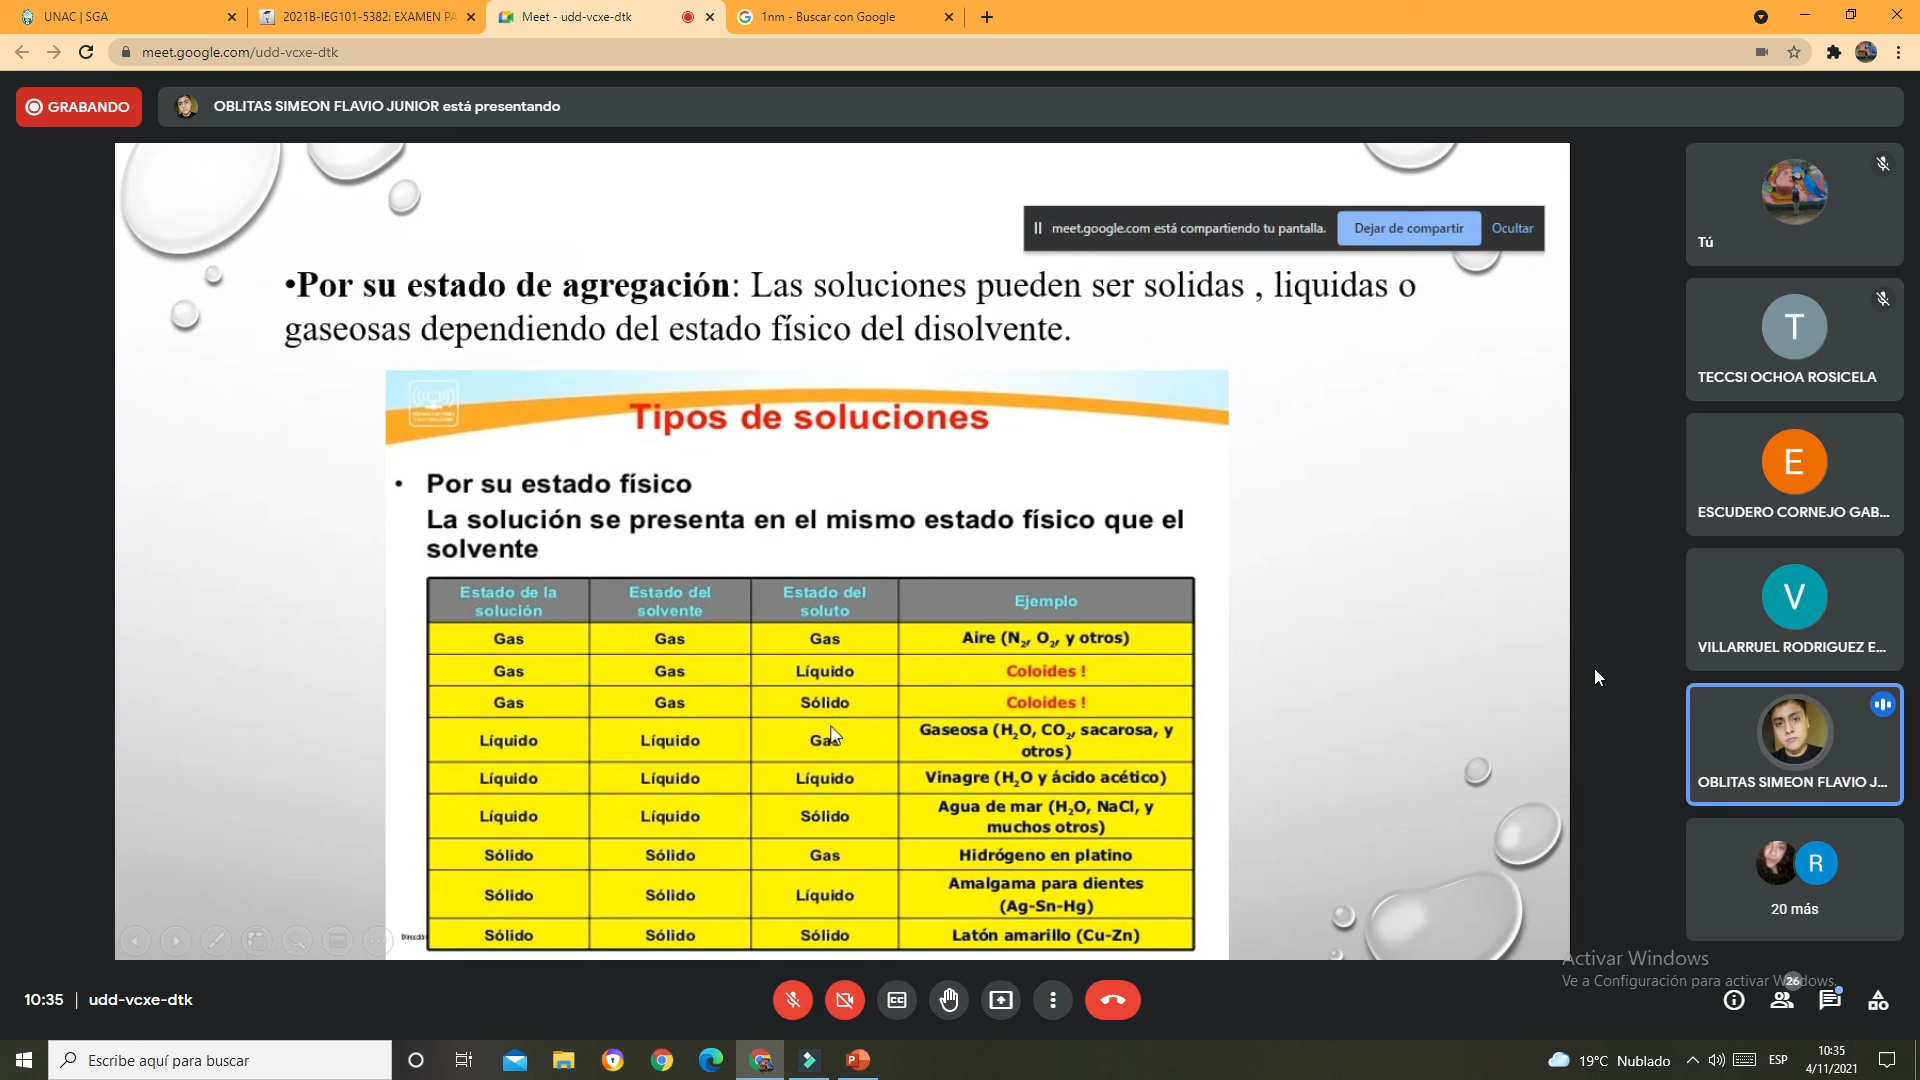 UNAC | SGA
2021B-IEG101-5382: EXAMEN PA
Meet - udd-vcxe-dtk
1nm - Buscar con Google
meet.google.com/udd-vcxe-dtk
GRABANDO
OBLITAS SIMEON FLAVIO JUNIOR está presentando
meet.google.com está compartiendo tu pantalla.
Dejar de compartir
Ocultar
•Por su estado de agregación: Las soluciones pueden ser solidas , liquidas o
gaseosas dependiendo del estado físico del disolvente.
Tipos de soluciones
• Por su estado físico
La solución se presenta en el mismo estado físico que el
solvente
Estado de la solución Estado del solvente Estado del soluto Ejemplo
Gas Gas Gas Aire (N₂, O₂, y otros)
Gas Gas Líquido Coloides !
Gas Gas Sólido Coloides !
Líquido Líquido Gas Gaseosa (H₂O, CO₂, sacarosa, y
otros)
Líquido Líquido Líquido Vinagre (H₂O y ácido acético)
Líquido Líquido Sólido Agua de mar (H₂O, NaCl, y
muchos otros)
Sólido Sólido Gas Hidrógeno en platino
Sólido Sólido Líquido Amalgama para dientes
(Ag-Sn-Hg)
Sólido Sólido Sólido Latón amarillo (Cu-Zn)
Tú
T
TECCSI OCHOA ROSICELA
E
ESCUDERO CORNEJO GAB...
V
VILLARRUEL RODRIGUEZ E...
OBLITAS SIMEON FLAVIO J...
R
20 más
Activar Windows
Ve a Configuración para activar Windows.
10:35 | udd-vcxe-dtk
26
Escribe aquí para buscar
19°C Nublado
ESP
10:35
4/11/2021